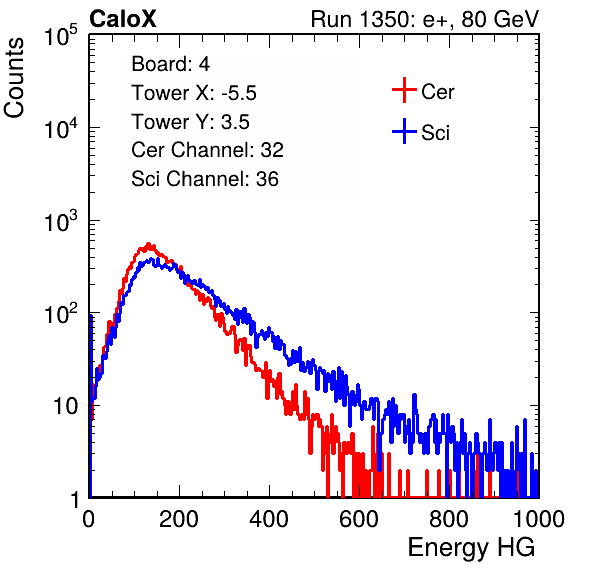 CaloX Run 1350: e+, 80 GeV
Board: 4
Tower X: -5.5
Tower Y: 3.5
Cer Channel: 32
Sci Channel: 36
Cer
Sci
Counts
10^5
10^4
10^3
10^2
10
1
0 200 400 600 800 1000
Energy HG